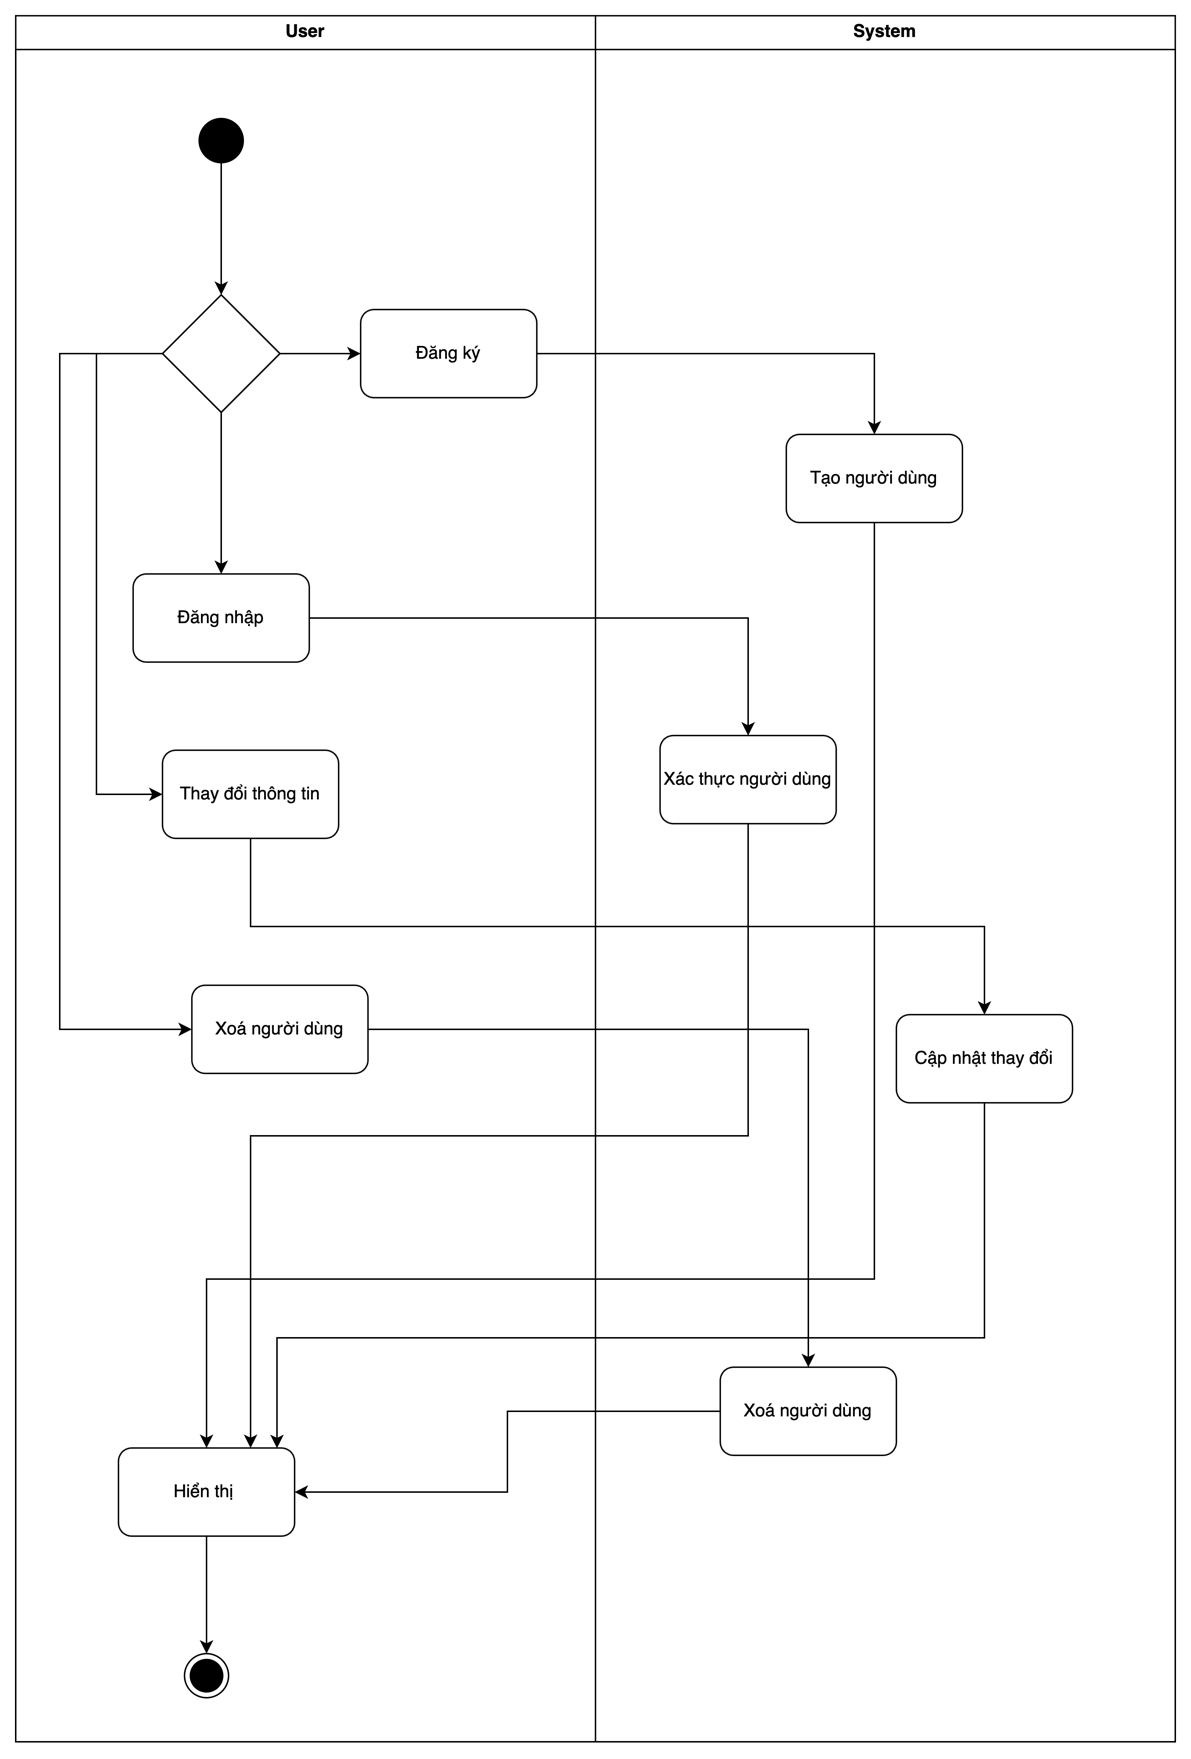 User
System
Đăng ký
Tạo người dùng
Đăng nhập
Xác thực người dùng
Thay đổi thông tin
Xoá người dùng
Cập nhật thay đổi
Xoá người dùng
Hiển thị